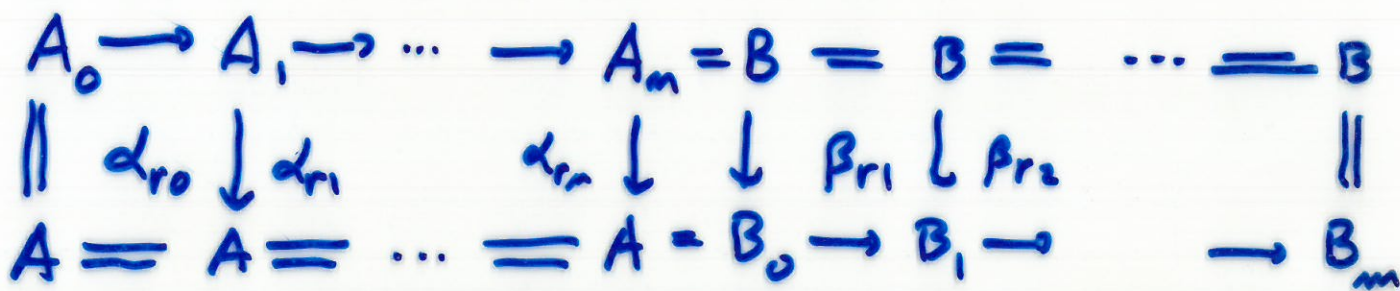 A₀ → A₁ → ... → Aₘ = B = B = ... = B
‖ α_{r0} ↓ α_{r1} α_{rm} ↓ ↓ β_{r1} ↓ β_{r2} ‖
A = A = ... = A = B₀ → B₁ → → Bₘ